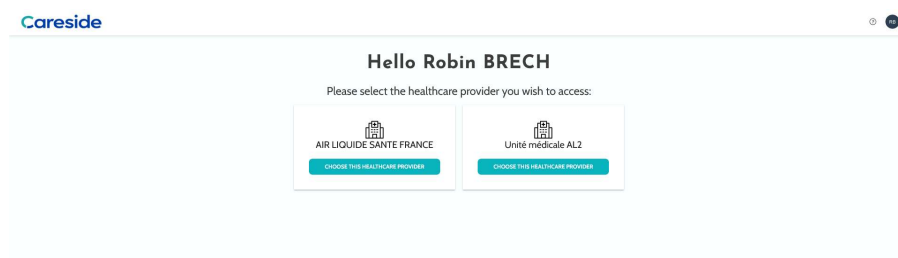 Careside
RB
Hello Robin BRECH
Please select the healthcare provider you wish to access:
AIR LIQUIDE SANTE FRANCE
Unité médicale AL2
CHOOSE THIS HEALTHCARE PROVIDER
CHOOSE THIS HEALTHCARE PROVIDER